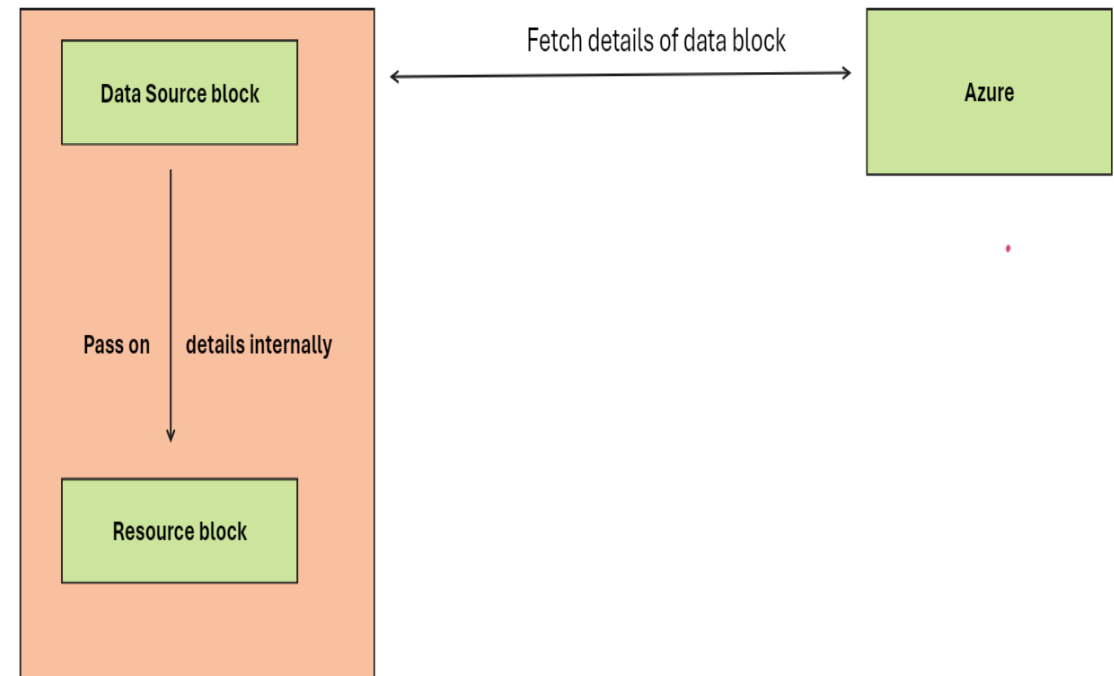 Fetch details of data block
Data Source block
Azure
Pass on details internally
Resource block